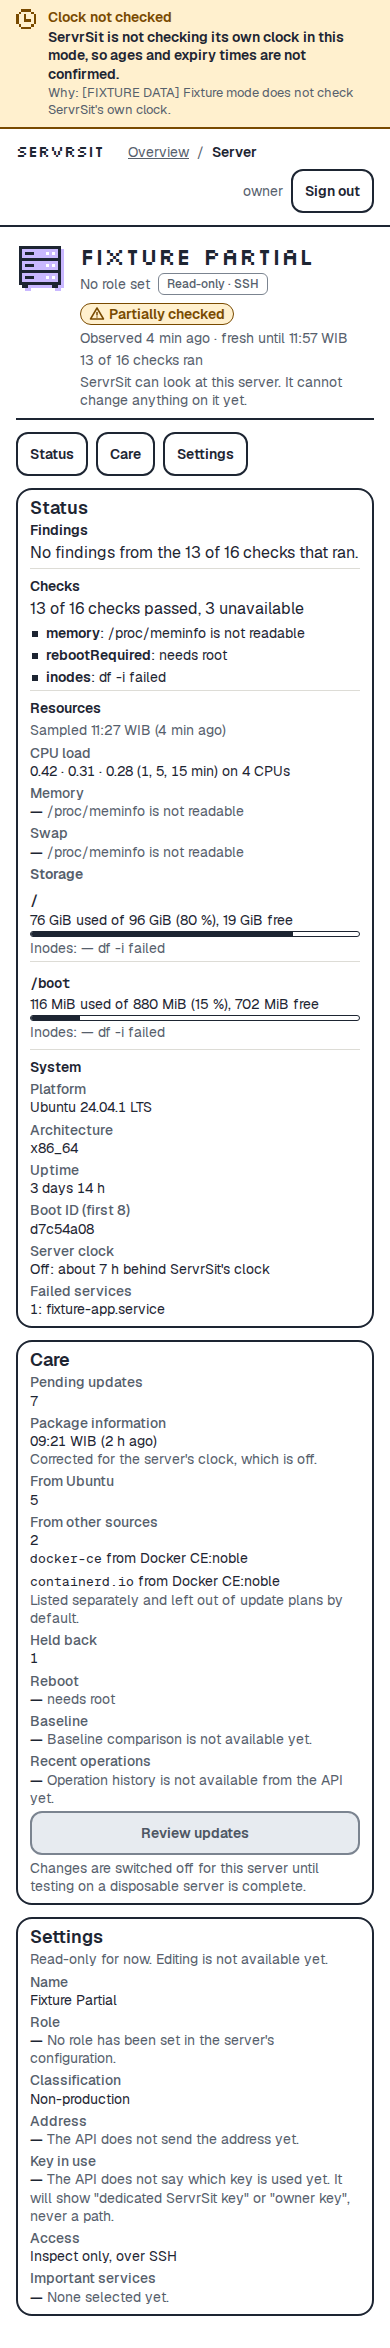 Clock not checked
ServrSit is not checking its own clock in this
mode, so ages and expiry times are not
confirmed.
Why: [FIXTURE DATA] Fixture mode does not check
ServrSit's own clock.
SERVRSIT
Overview / Server
owner
Sign out
FIXTURE PARTIAL
No role set
Read-only · SSH
Partially checked
Observed 4 min ago · fresh until 11:57 WIB
13 of 16 checks ran
ServrSit can look at this server. It cannot
change anything on it yet.
Status
Care
Settings
Status
Findings
No findings from the 13 of 16 checks that ran.
Checks
13 of 16 checks passed, 3 unavailable
memory: /proc/meminfo is not readable
rebootRequired: needs root
inodes: df -i failed
Resources
Sampled 11:27 WIB (4 min ago)
CPU load
0.42 · 0.31 · 0.28 (1, 5, 15 min) on 4 CPUs
Memory
— /proc/meminfo is not readable
Swap
— /proc/meminfo is not readable
Storage
/
76 GiB used of 96 GiB (80 %), 19 GiB free
Inodes: — df -i failed
/boot
116 MiB used of 880 MiB (15 %), 702 MiB free
Inodes: — df -i failed
System
Platform
Ubuntu 24.04.1 LTS
Architecture
x86_64
Uptime
3 days 14 h
Boot ID (first 8)
d7c54a08
Server clock
Off: about 7 h behind ServrSit's clock
Failed services
1: fixture-app.service
Care
Pending updates
7
Package information
09:21 WIB (2 h ago)
Corrected for the server's clock, which is off.
From Ubuntu
5
From other sources
2
docker-ce from Docker CE:noble
containerd.io from Docker CE:noble
Listed separately and left out of update plans by
default.
Held back
1
Reboot
— needs root
Baseline
— Baseline comparison is not available yet.
Recent operations
— Operation history is not available from the API
yet.
Review updates
Changes are switched off for this server until
testing on a disposable server is complete.
Settings
Read-only for now. Editing is not available yet.
Name
Fixture Partial
Role
— No role has been set in the server's
configuration.
Classification
Non-production
Address
— The API does not send the address yet.
Key in use
— The API does not say which key is used yet. It
will show "dedicated ServrSit key" or "owner key",
never a path.
Access
Inspect only, over SSH
Important services
— None selected yet.